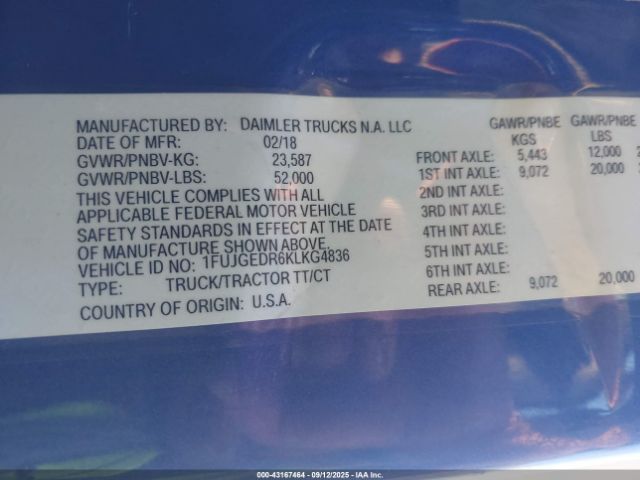 MANUFACTURED BY: DAIMLER TRUCKS N.A. LLC
DATE OF MFR: 02/18
GVWR/PNBV-KG: 23,587
GVWR/PNBV-LBS: 52,000
THIS VEHICLE COMPLIES WITH ALL
APPLICABLE FEDERAL MOTOR VEHICLE
SAFETY STANDARDS IN EFFECT AT THE DATE
OF MANUFACTURE SHOWN ABOVE.
VEHICLE ID NO: 1FUJGEDR6KLKG4836
TYPE: TRUCK/TRACTOR TT/CT
COUNTRY OF ORIGIN: U.S.A.
GAWR/PNBE GAWR/PNBE
KGS LBS
FRONT AXLE: 5,443 12,000
1ST INT AXLE: 9,072 20,000
2ND INT AXLE:
3RD INT AXLE:
4TH INT AXLE:
5TH INT AXLE:
6TH INT AXLE:
REAR AXLE: 9,072 20,000
000-43167464 - 09/12/2025 - IAA Inc.